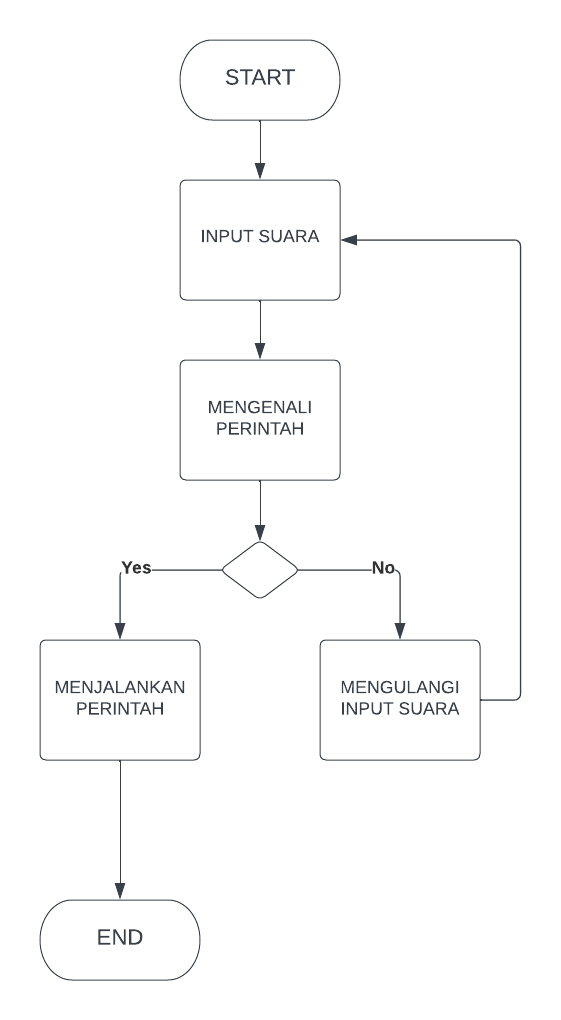 START
INPUT SUARA
MENGENALI
PERINTAH
Yes
No
MENJALANKAN
PERINTAH
MENGULANGI
INPUT SUARA
END